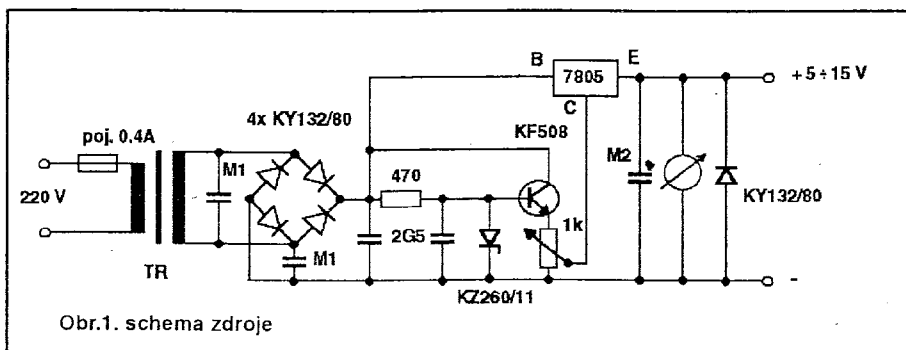 B
7805
E
+ 5÷15 V
C
4x KY132/80
KF508
poj. 0.4A
M1
M2
470
220 V
1k
KY132/80
2G5
M1
TR
KZ260/11
-
Obr.1. schema zdroje